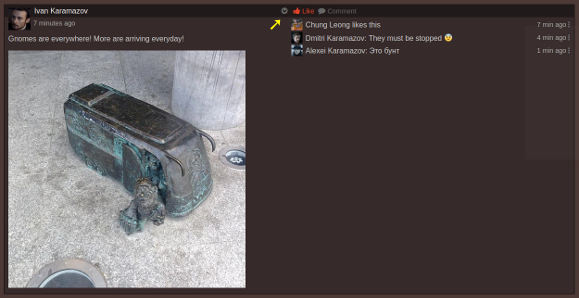 Ivan Karamazov
7 minutes ago
Gnomes are everywhere! More are arriving everyday!
Like Comment
Chung Leong likes this 7 min ago
Dmitri Karamazov: They must be stopped 😟 4 min ago
Alexei Karamazov: Это бунт 1 min ago